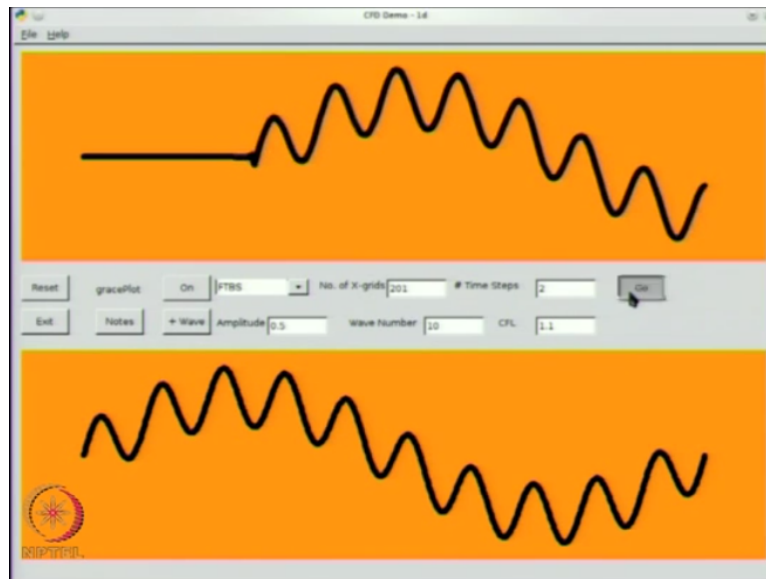 CFD Demo - 1d
File Help
Reset gracePlot On FTBS No. of X-grids 201 # Time Steps 2 Go
Exit Notes + Wave Amplitude 0.5 Wave Number 10 CFL 1.1
NPTEL